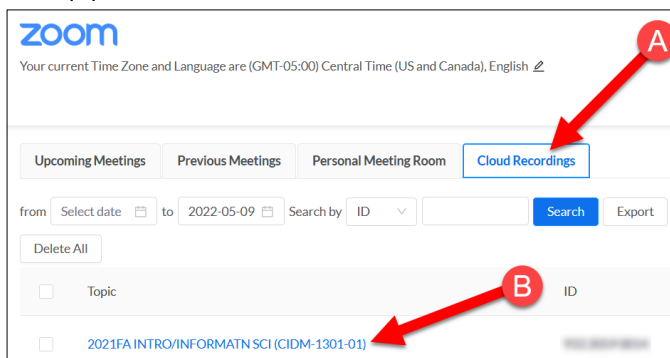 zoom
A
Your current Time Zone and Language are (GMT-05:00) Central Time (US and Canada), English
Upcoming Meetings Previous Meetings Personal Meeting Room Cloud Recordings
from Select date to 2022-05-09 Search by ID Search Export
Delete All
Topic B ID
2021FA INTRO/INFORMATN SCI (CIDM-1301-01)